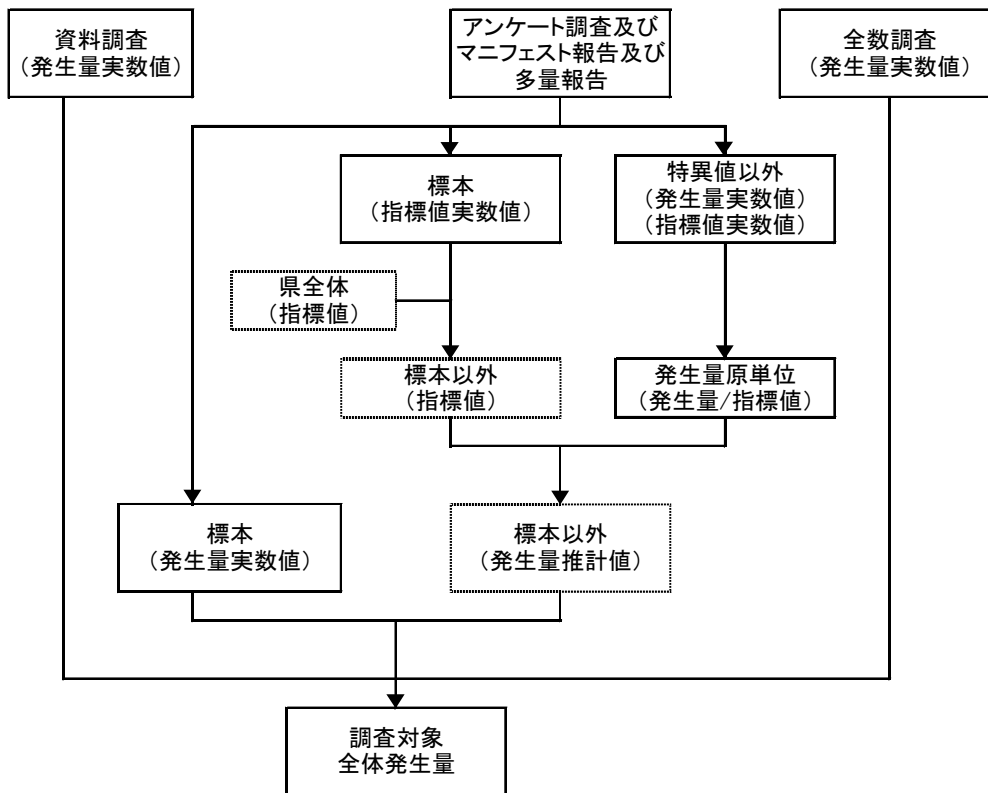 資料調査
（発生量実数値）
アンケート調査及び
マニフェスト報告及び
多量報告
全数調査
（発生量実数値）
標本
（指標値実数値）
特異値以外
（発生量実数値）
（指標値実数値）
県全体
（指標値）
標本以外
（指標値）
発生量原単位
（発生量/指標値）
標本
（発生量実数値）
標本以外
（発生量推計値）
調査対象
全体発生量